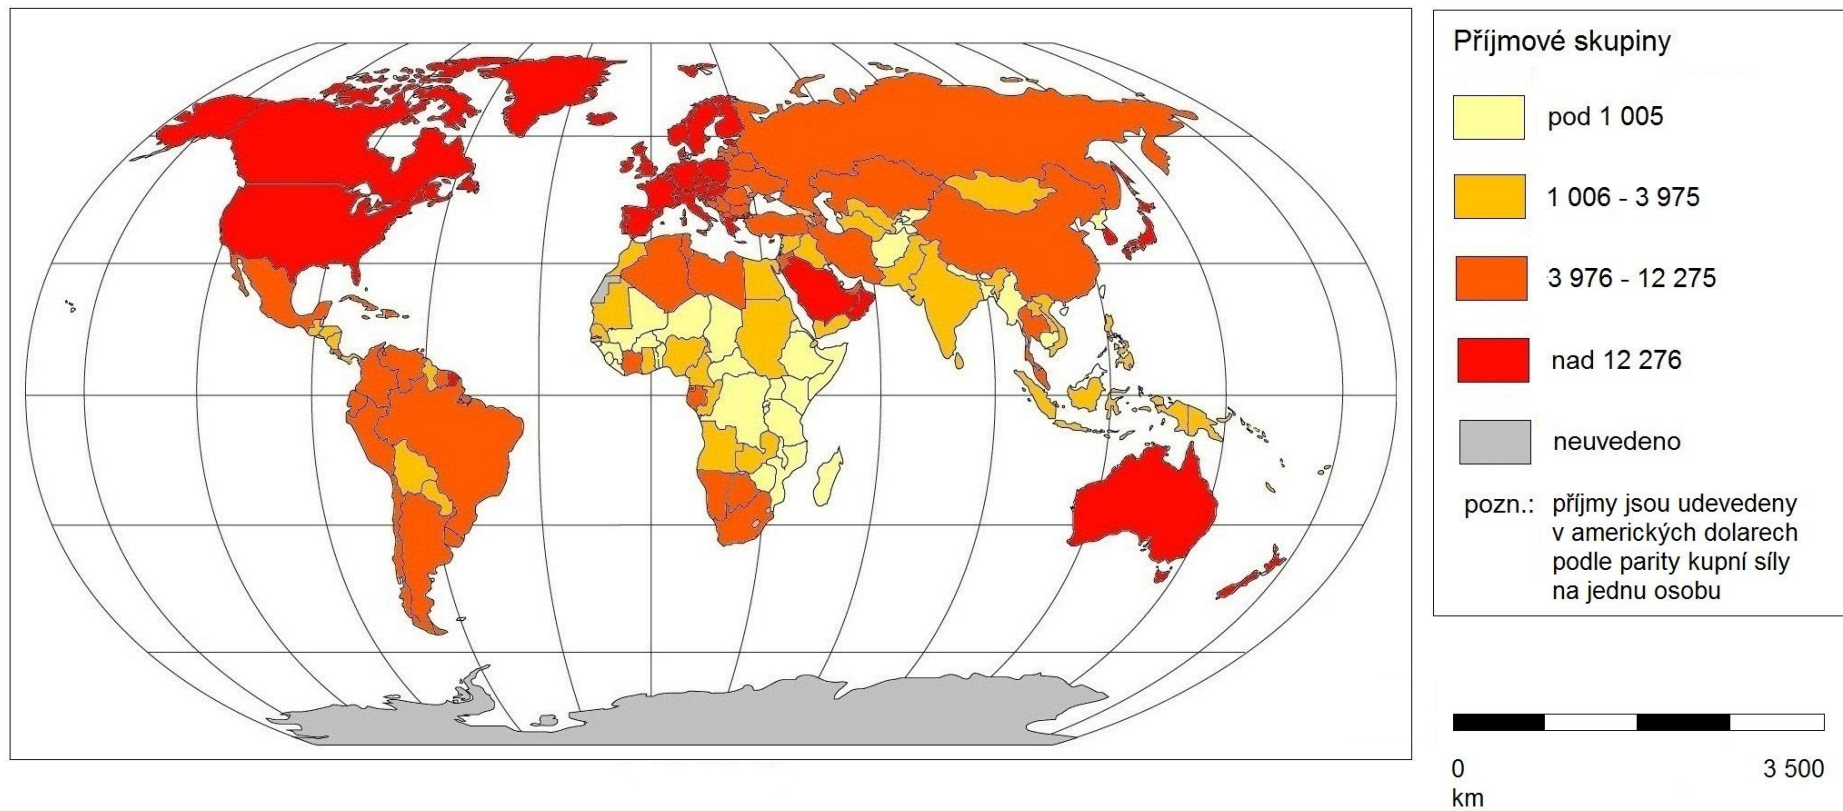 Příjmové skupiny
pod 1 005
1 006 - 3 975
3 976 - 12 275
nad 12 276
neuvedeno
pozn.: příjmy jsou udevedeny
v amerických dolarech
podle parity kupní síly
na jednu osobu
0 3 500
km